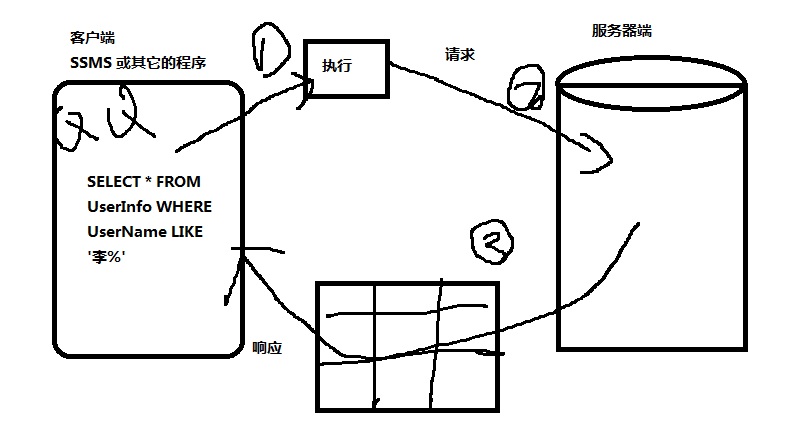 客户端
SSMS 或其它的程序
①
执行
请求
②
服务器端
QQ
SELECT * FROM
UserInfo WHERE
UserName LIKE
'李%'
③
响应